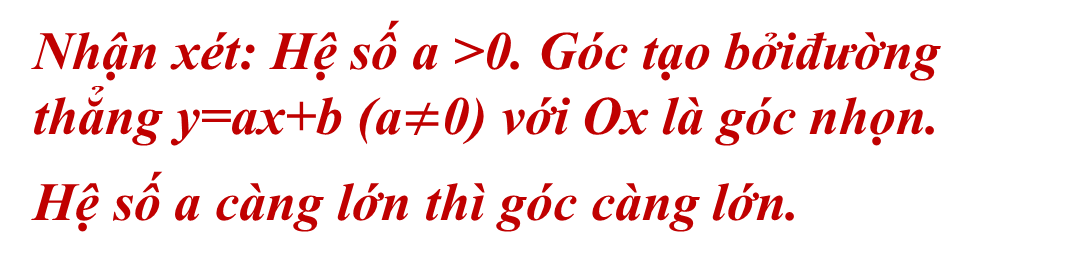 Nhận xét: Hệ số a >0. Góc tạo bởiđường
thẳng y=ax+b (a≠0) với Ox là góc nhọn.
Hệ số a càng lớn thì góc càng lớn.